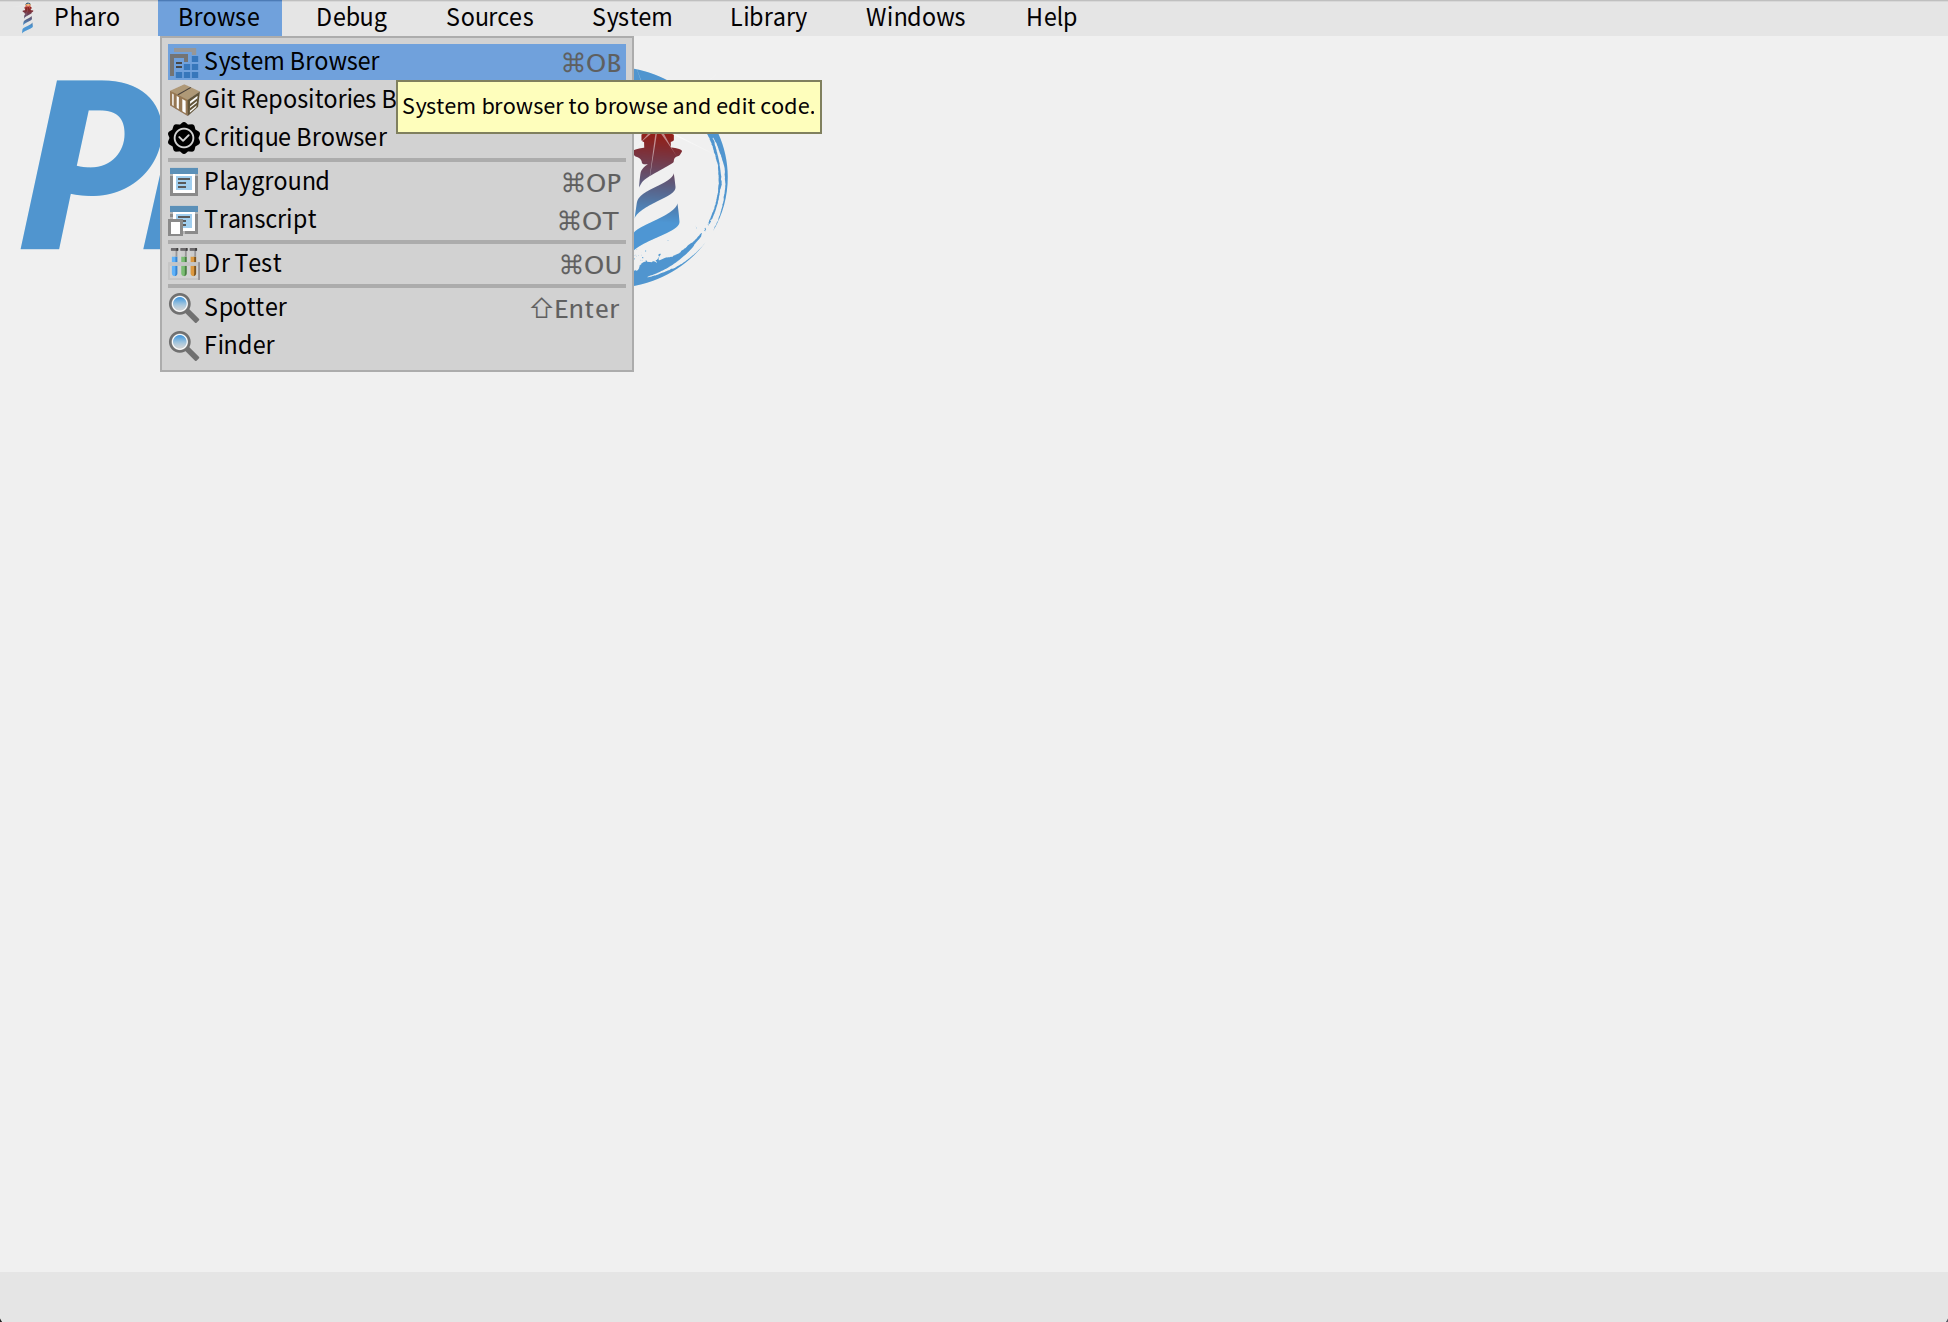 Pharo Browse Debug Sources System Library Windows Help
System Browser ⌘OB
Git Repositories B
System browser to browse and edit code.
Critique Browser
Playground ⌘OP
Transcript ⌘OT
Dr Test ⌘OU
Spotter ⇧Enter
Finder